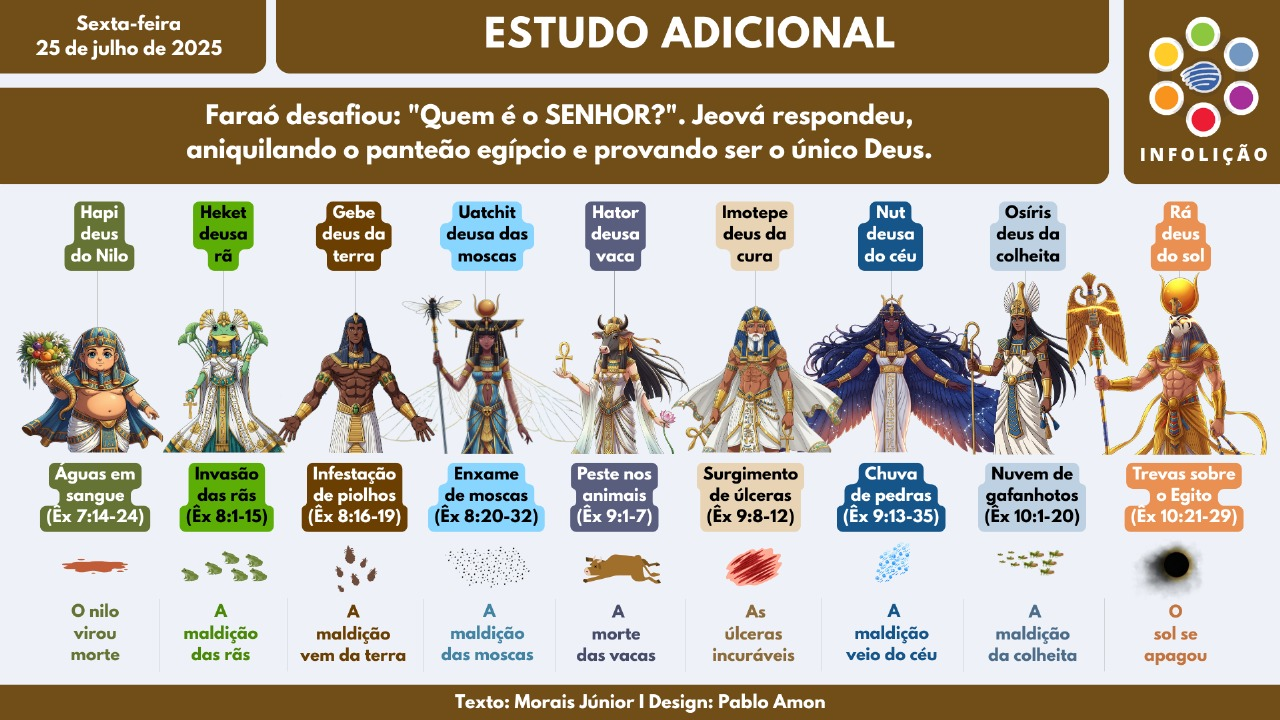 Sexta-feira
25 de julho de 2025
ESTUDO ADICIONAL
Faraó desafiou: "Quem é o SENHOR?". Jeová respondeu,
aniquilando o panteão egípcio e provando ser o único Deus.
INFOLIÇÃO
Hapi
deus
do Nilo
Heket
deusa
rã
Gebe
deus da
terra
Uatchit
deusa das
moscas
Hator
deusa
vaca
Imotepe
deus da
cura
Nut
deusa
do céu
Osíris
deus da
colheita
Rá
deus
do sol
Águas em
sangue
(Êx 7:14-24)
Invasão
das rãs
(Êx 8:1-15)
Infestação
de piolhos
(Êx 8:16-19)
Enxame
de moscas
(Êx 8:20-32)
Peste nos
animais
(Êx 9:1-7)
Surgimento
de úlceras
(Êx 9:8-12)
Chuva
de pedras
(Êx 9:13-35)
Nuvem de
gafanhotos
(Êx 10:1-20)
Trevas sobre
o Egito
(Êx 10:21-29)
O nilo
virou
morte
A
maldição
das rãs
A
maldição
vem da terra
A
maldição
das moscas
A
morte
das vacas
As
úlceras
incuráveis
A
maldição
veio do céu
A
maldição
da colheita
O
sol se
apagou
Texto: Morais Júnior I Design: Pablo Amon